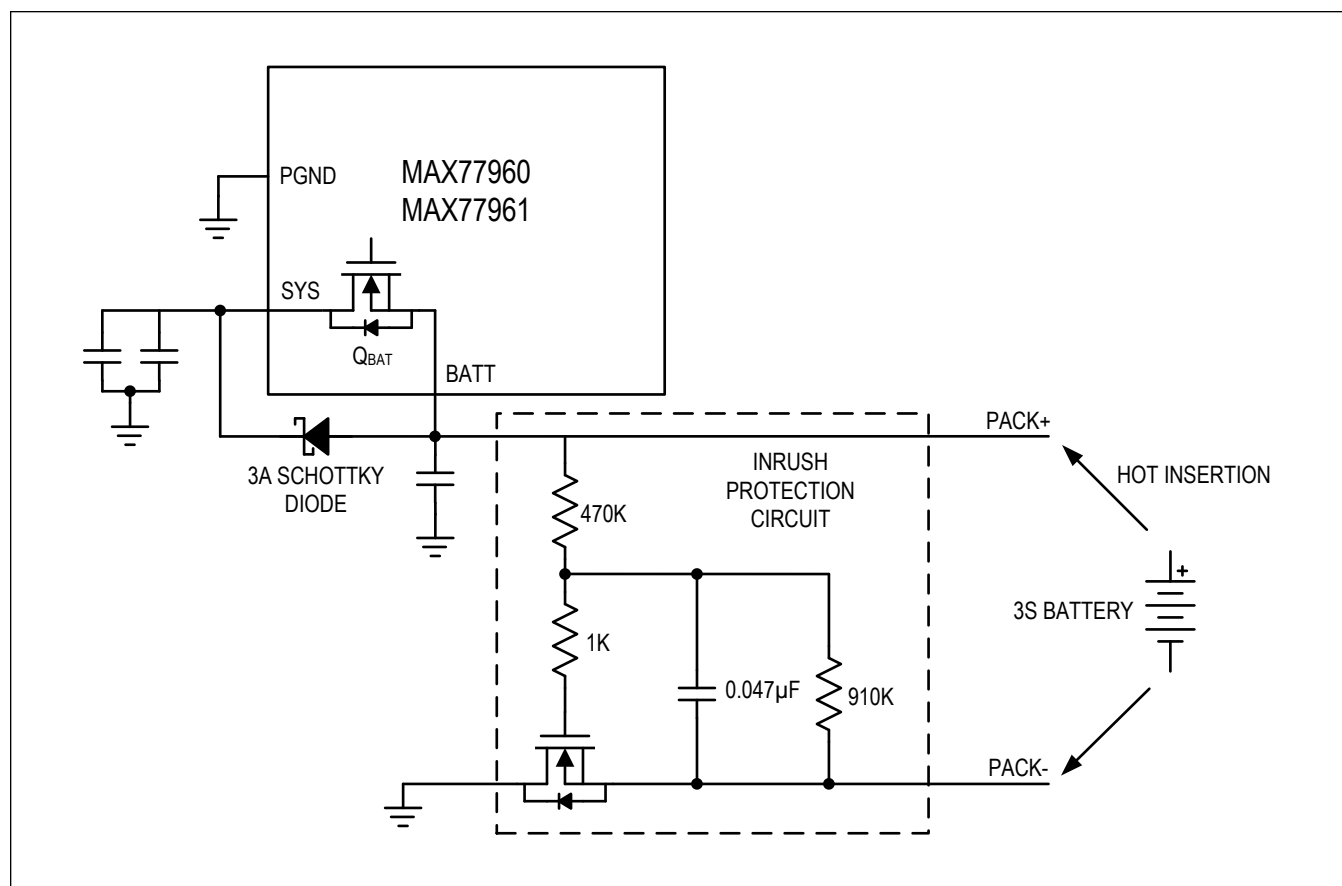 MAX77960
MAX77961
PGND
SYS
QBAT
BATT
3A SCHOTTKY
DIODE
INRUSH
PROTECTION
CIRCUIT
PACK+
HOT INSERTION
470K
1K
0.047µF
910K
+
3S BATTERY
PACK-